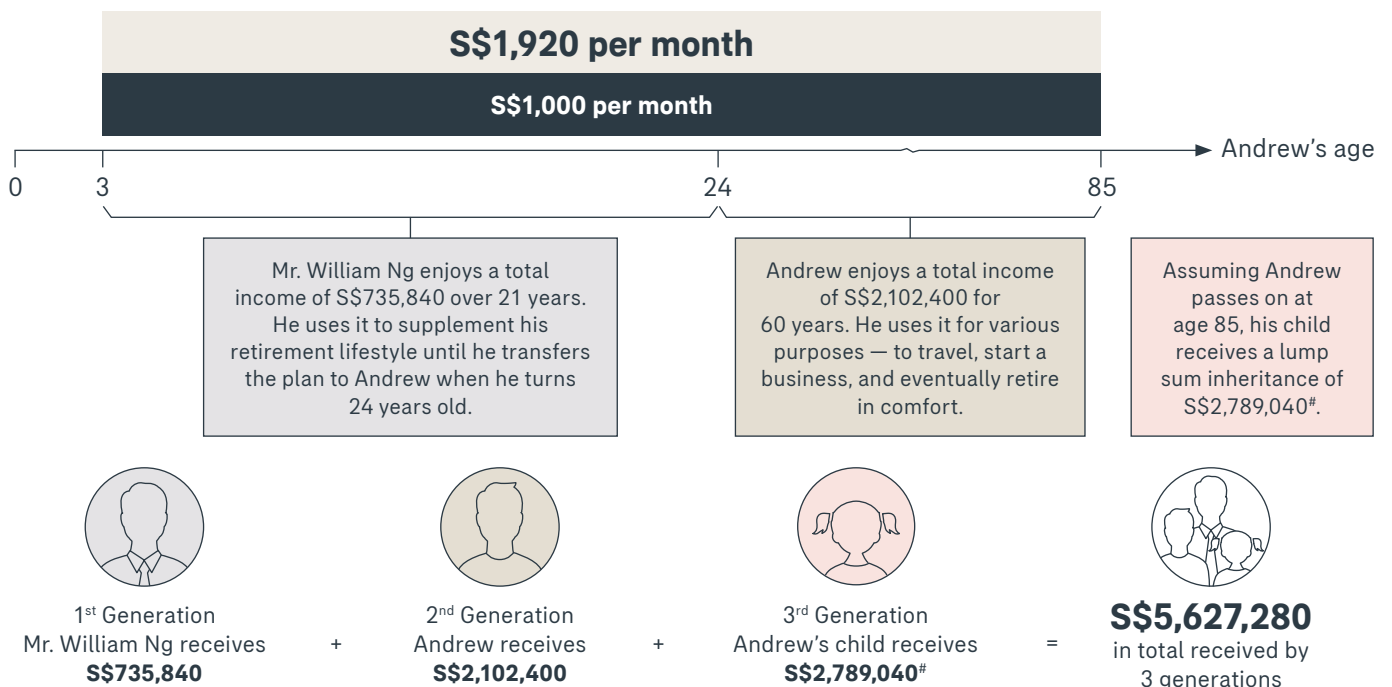 S$1,920 per month
S$1,000 per month
Andrew's age
0
3
24
85
Mr. William Ng enjoys a total
income of S$735,840 over 21 years.
He uses it to supplement his
retirement lifestyle until he transfers
the plan to Andrew when he turns
24 years old.
Andrew enjoys a total income
of S$2,102,400 for
60 years. He uses it for various
purposes — to travel, start a
business, and eventually retire
in comfort.
Assuming Andrew
passes on at
age 85, his child
receives a lump
sum inheritance of
S$2,789,040#.
1st Generation
Mr. William Ng receives
S$735,840
+
2nd Generation
Andrew receives
S$2,102,400
+
3rd Generation
Andrew's child receives
S$2,789,040#
=
S$5,627,280
in total received by
3 generations